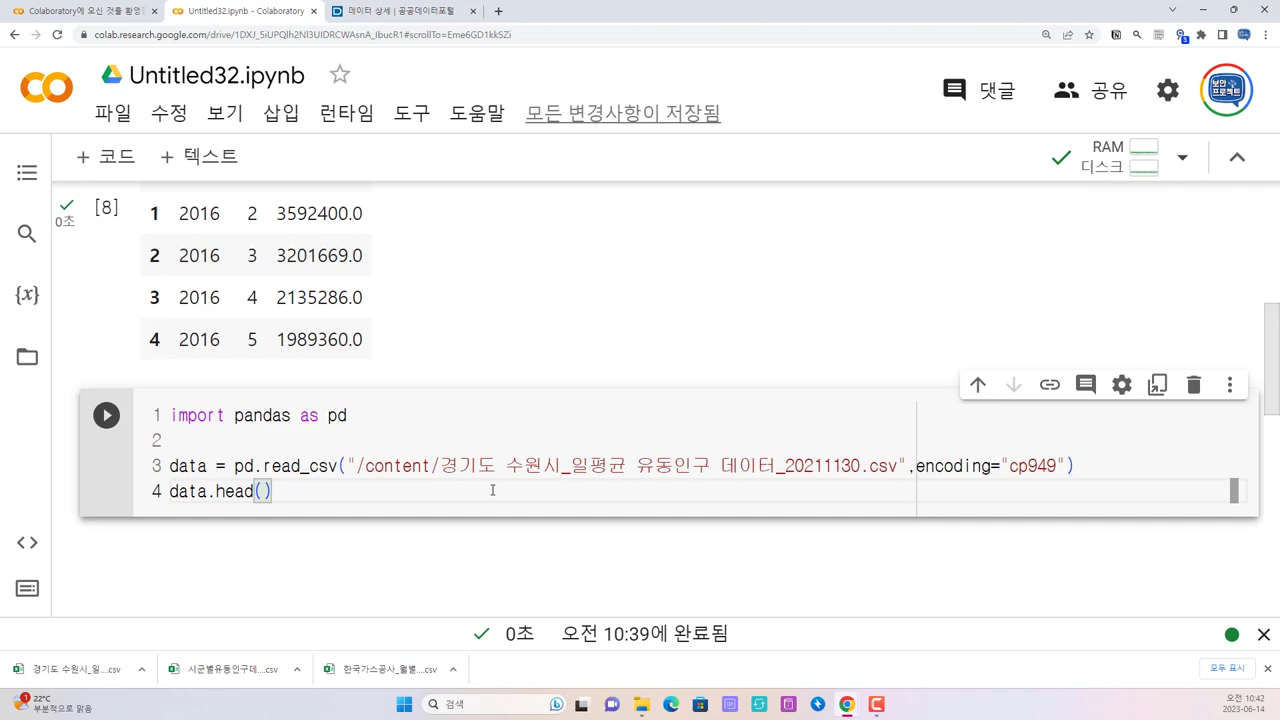 Colaboratory에 오신 것을 환영합
Untitled32.ipynb - Colaboratory
데이터 상세 | 공공데이터포털
colab.research.google.com/drive/1DXJ_5iUPQlh2Nl3UIDRCWAsnA_IbucR1#scrollTo=Eme6GD1kkSZi
Untitled32.ipynb
댓글
공유
보안
프로젝트
파일 수정 보기 삽입 런타임 도구 도움말 모든 변경사항이 저장됨
+ 코드 + 텍스트
RAM
디스크
[8]
0초
1 2016 2 3592400.0
2 2016 3 3201669.0
3 2016 4 2135286.0
4 2016 5 1989360.0
{x}
1 import pandas as pd
2
3 data = pd.read_csv("/content/경기도 수원시_일평균 유동인구 데이터_20211130.csv",encoding="cp949")
4 data.head()
0초 오전 10:39에 완료됨
경기도 수원시_일....csv
시군별유동인구데....csv
한국가스공사_월별....csv
모두 표시
22°C
부분적으로 맑음
검색
오전 10:42
2023-06-14